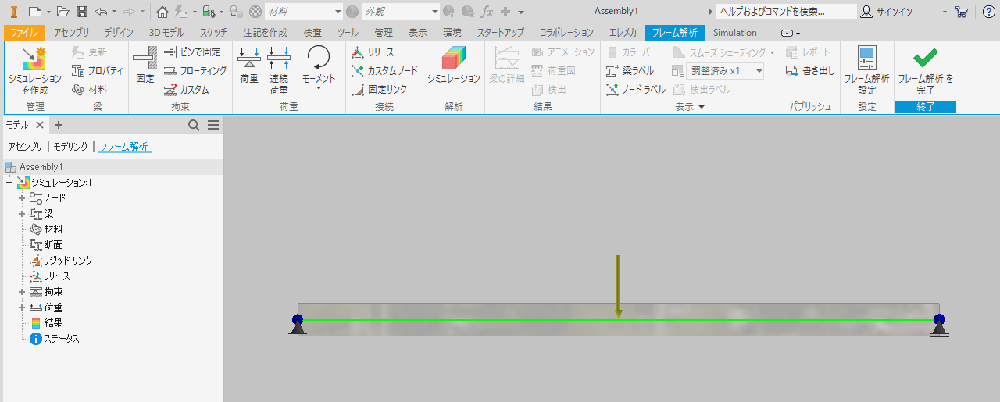 材料 外観 fx Assembly1 ヘルプおよびコマンドを検索... サインイン
ファイル アセンブリ デザイン 3D モデル スケッチ 注記を作成 検査 ツール 管理 表示 環境 スタートアップ コラボレーション エレメカ フレーム解析 Simulation
シミュレーション
を作成
管理
更新
プロパティ
材料
梁
固定
ピンで固定
フローティング
カスタム
拘束
荷重
連続
荷重
モーメント
荷重
リリース
カスタム ノード
固定リンク
接続
シミュレーション
解析
梁の詳細
アニメーション
荷重図
検出
結果
カラーバー
梁ラベル
ノード ラベル
スムーズ シェーディング
調整済み x1
検出ラベル
表示
レポート
書き出し
パブリッシュ
フレーム解析
設定
設定
フレーム解析 を
完了
終了
モデル
アセンブリ | モデリング | フレーム解析
Assembly1
シミュレーション:1
ノード
梁
材料
断面
リジッド リンク
リリース
拘束
荷重
結果
ステータス